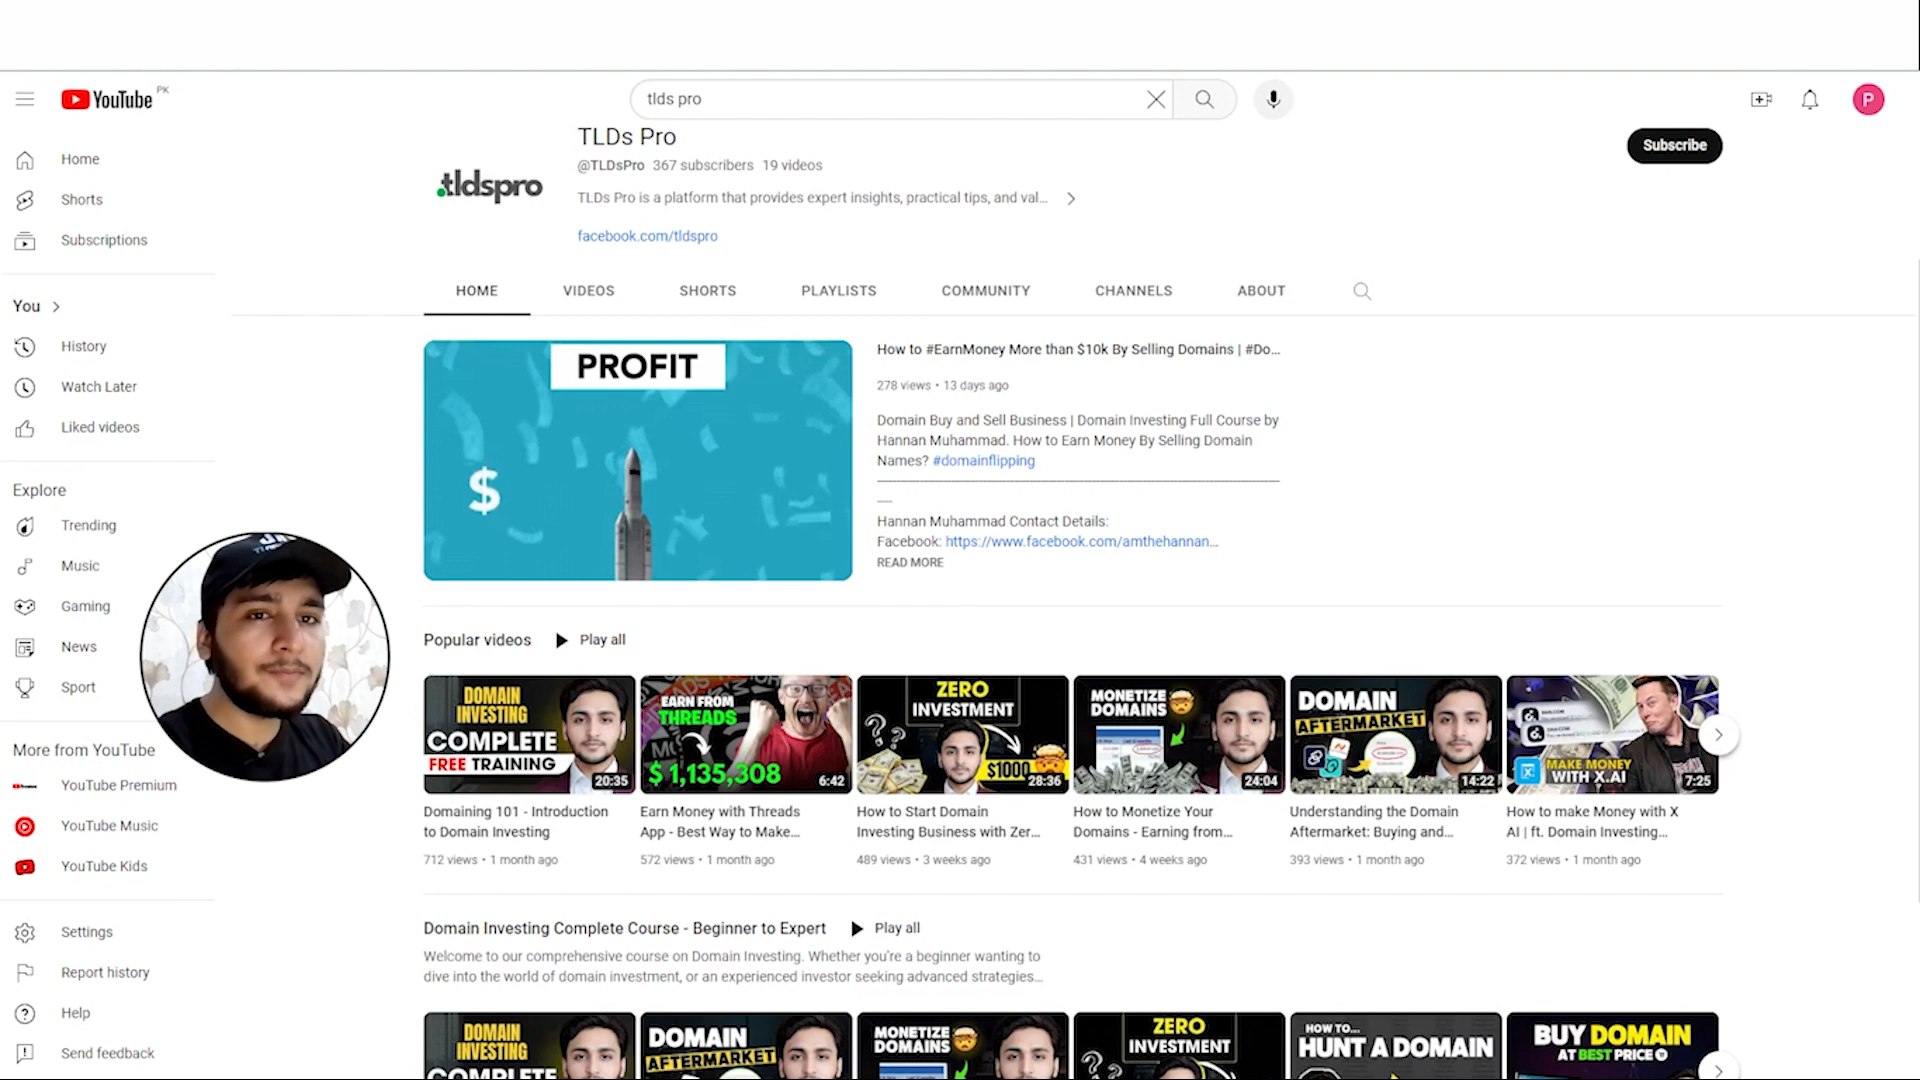 YouTube PK
tlds pro
P
Home
Shorts
Subscriptions
You
History
Watch Later
Liked videos
Explore
Trending
Music
Gaming
News
Sport
More from YouTube
YouTube Premium
YouTube Music
YouTube Kids
Settings
Report history
Help
Send feedback
.tldspro
TLDs Pro
@TLDsPro 367 subscribers 19 videos
TLDs Pro is a platform that provides expert insights, practical tips, and val...
facebook.com/tldspro
Subscribe
HOME VIDEOS SHORTS PLAYLISTS COMMUNITY CHANNELS ABOUT
PROFIT
$
How to #EarnMoney More than $10k By Selling Domains | #Do...
278 views • 13 days ago
Domain Buy and Sell Business | Domain Investing Full Course by
Hannan Muhammad. How to Earn Money By Selling Domain
Names? #domainflipping
Hannan Muhammad Contact Details:
Facebook: https://www.facebook.com/amthehannan...
READ MORE
Popular videos Play all
DOMAIN
INVESTING
COMPLETE
FREE TRAINING
20:35
Domaining 101 - Introduction
to Domain Investing
712 views • 1 month ago
EARN FROM
THREADS
$ 1,135,308
6:42
Earn Money with Threads
App - Best Way to Make...
572 views • 1 month ago
ZERO
INVESTMENT
$1000
28:36
How to Start Domain
Investing Business with Zer...
489 views • 3 weeks ago
MONETIZE
DOMAINS
24:04
How to Monetize Your
Domains - Earning from...
431 views • 4 weeks ago
DOMAIN
AFTERMARKET
14:22
Understanding the Domain
Aftermarket: Buying and...
393 views • 1 month ago
MAKE MONEY
WITH X.AI
7:25
How to make Money with X
AI | ft. Domain Investing...
372 views • 1 month ago
Domain Investing Complete Course - Beginner to Expert Play all
Welcome to our comprehensive course on Domain Investing. Whether you're a beginner wanting to
dive into the world of domain investment, or an experienced investor seeking advanced strategies...
DOMAIN
INVESTING
COMPLETE
DOMAIN
AFTERMARKET
MONETIZE
DOMAINS
ZERO
INVESTMENT
HOW TO...
HUNT A DOMAIN
BUY DOMAIN
AT BEST PRICE